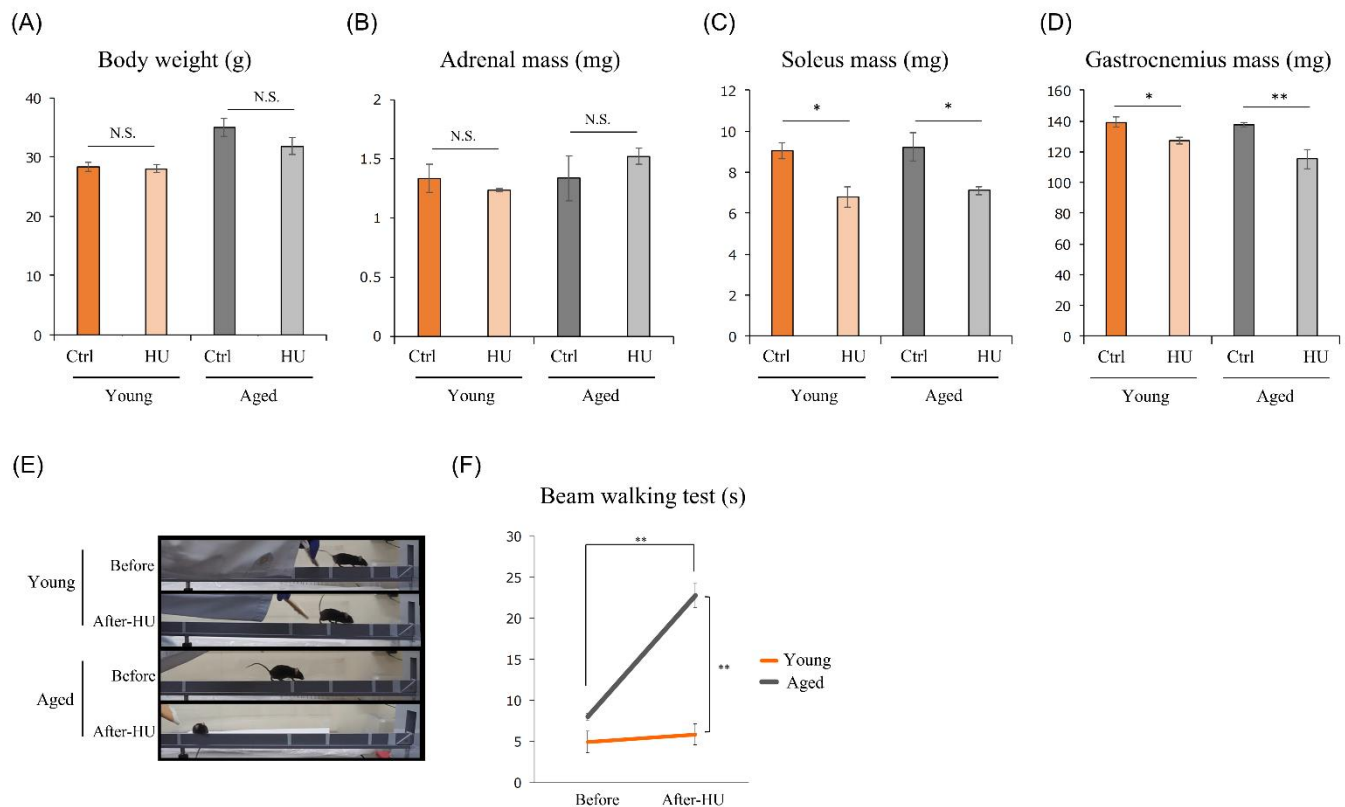 (A)
Body weight (g)
40
30
20
10
0
N.S.
N.S.
Ctrl HU Ctrl HU
Young Aged
(B)
Adrenal mass (mg)
2
1.5
1
0.5
0
N.S.
N.S.
Ctrl HU Ctrl HU
Young Aged
(C)
Soleus mass (mg)
12
10
8
6
4
2
0
*
*
Ctrl HU Ctrl HU
Young Aged
(D)
Gastrocnemius mass (mg)
160
140
120
100
80
60
40
20
0
*
**
Ctrl HU Ctrl HU
Young Aged
(E)
Young
Before
After-HU
Aged
Before
After-HU
(F)
Beam walking test (s)
30
25
20
15
10
5
0
**
**
Before After-HU
Young
Aged